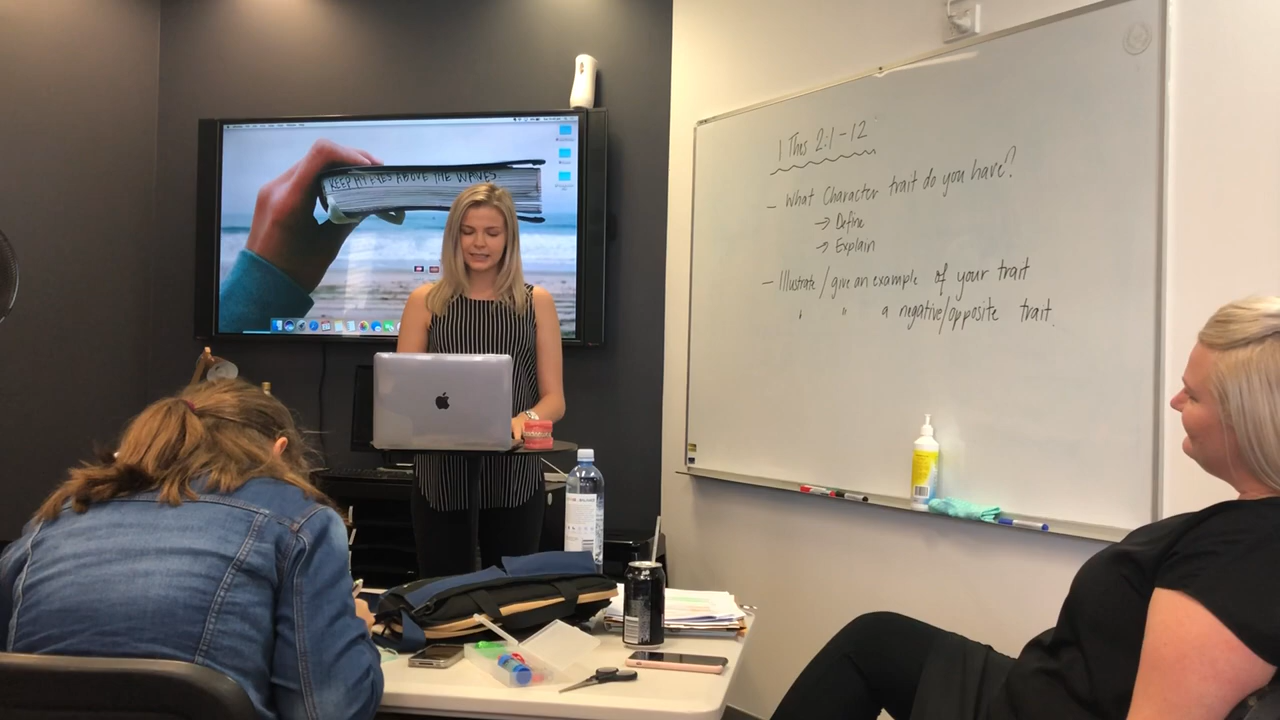 KEEP MY EYES ABOVE THE WAVES.
1 Thes 2:1-12
- What Character trait do you have?
→ Define
→ Explain
- Illustrate / give an example of your trait
" " a negative/opposite trait.